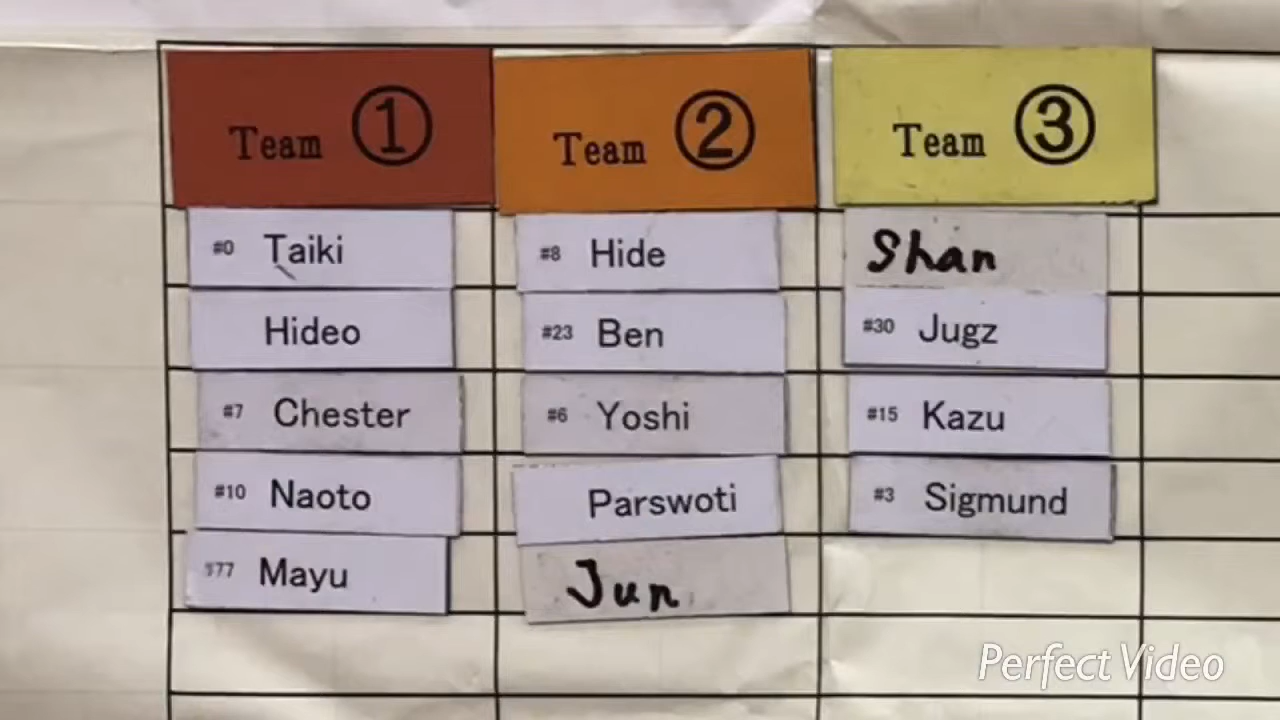 Team ①
Team ②
Team ③
#0 Taiki
#8 Hide
Shan
Hideo
#23 Ben
#30 Jugz
#7 Chester
#6 Yoshi
#15 Kazu
#10 Naoto
Parswoti
#3 Sigmund
#77 Mayu
Jun
Perfect Video